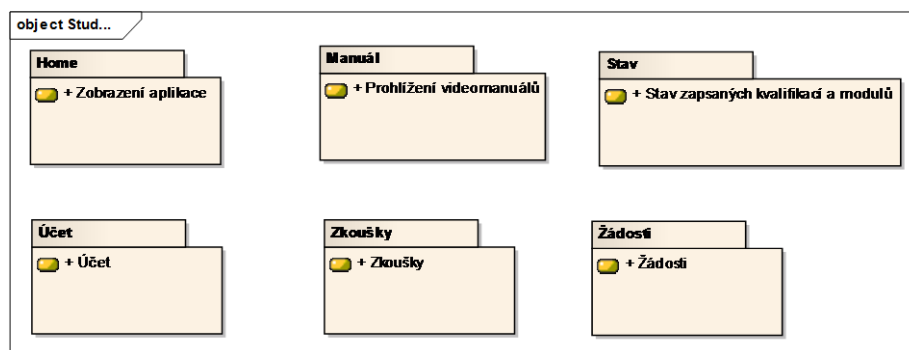 object Stud...
Home
+ Zobrazení aplikace
Manuál
+ Prohlížení videomanuálů
Stav
+ Stav zapsaných kvalifikací a modulů
Účet
+ Účet
Zkoušky
+ Zkoušky
Žádosti
+ Žádosti